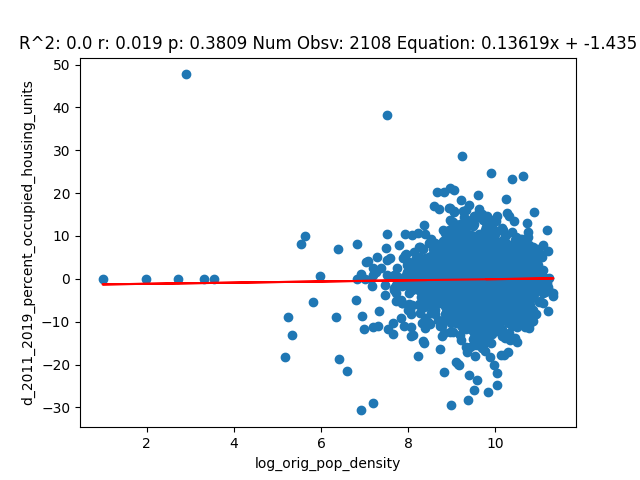 R^2: 0.0 r: 0.019 p: 0.3809 Num Obsv: 2108 Equation: 0.13619x + -1.435
d_2011_2019_percent_occupied_housing_units
50
40
30
20
10
0
−10
−20
−30
2 4 6 8 10
log_orig_pop_density